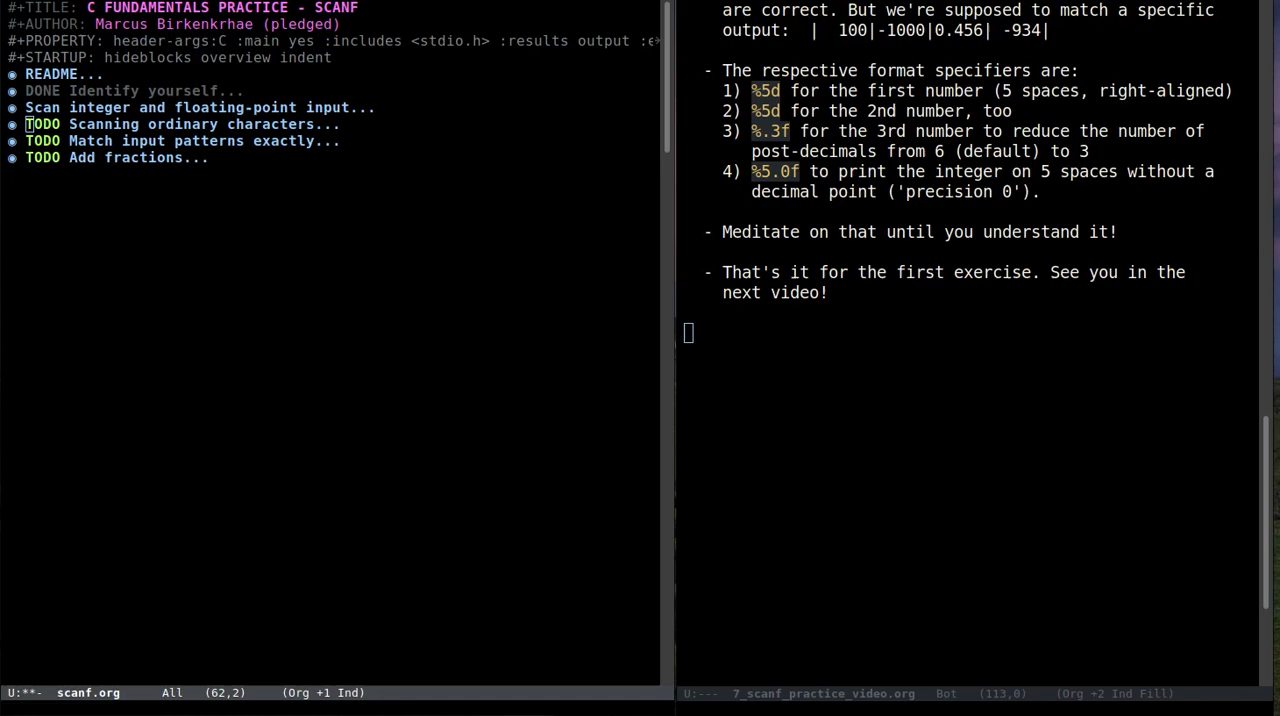 #+TITLE: C FUNDAMENTALS PRACTICE - SCANF
#+AUTHOR: Marcus Birkenkrhae (pledged)
#+PROPERTY: header-args:C :main yes :includes <stdio.h> :results output :e
#+STARTUP: hideblocks overview indent
◉ README...
◉ DONE Identify yourself...
◉ Scan integer and floating-point input...
◉ TODO Scanning ordinary characters...
◉ TODO Match input patterns exactly...
◉ TODO Add fractions...
U:**-  scanf.org     All   (62,2)     (Org +1 Ind)
are correct. But we're supposed to match a specific
output:  |  100|-1000|0.456| -934|
- The respective format specifiers are:
1) %5d for the first number (5 spaces, right-aligned)
2) %5d for the 2nd number, too
3) %.3f for the 3rd number to reduce the number of
post-decimals from 6 (default) to 3
4) %5.0f to print the integer on 5 spaces without a
decimal point ('precision 0').
- Meditate on that until you understand it!
- That's it for the first exercise. See you in the
next video!
U:---  7_scanf_practice_video.org   Bot   (113,0)    (Org +2 Ind Fill)